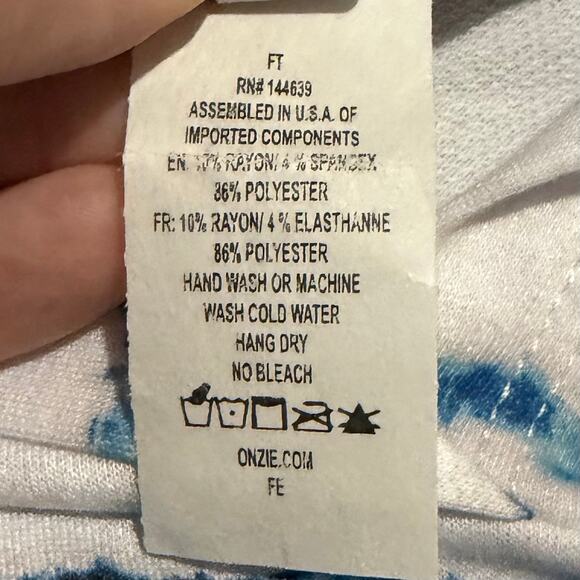 FT
RN# 144639
ASSEMBLED IN U.S.A. OF
IMPORTED COMPONENTS
EN: 10% RAYON/ 4 % SPANDEX
86% POLYESTER
FR: 10% RAYON/ 4 % ELASTHANNE
86% POLYESTER
HAND WASH OR MACHINE
WASH COLD WATER
HANG DRY
NO BLEACH
ONZIE.COM
FE